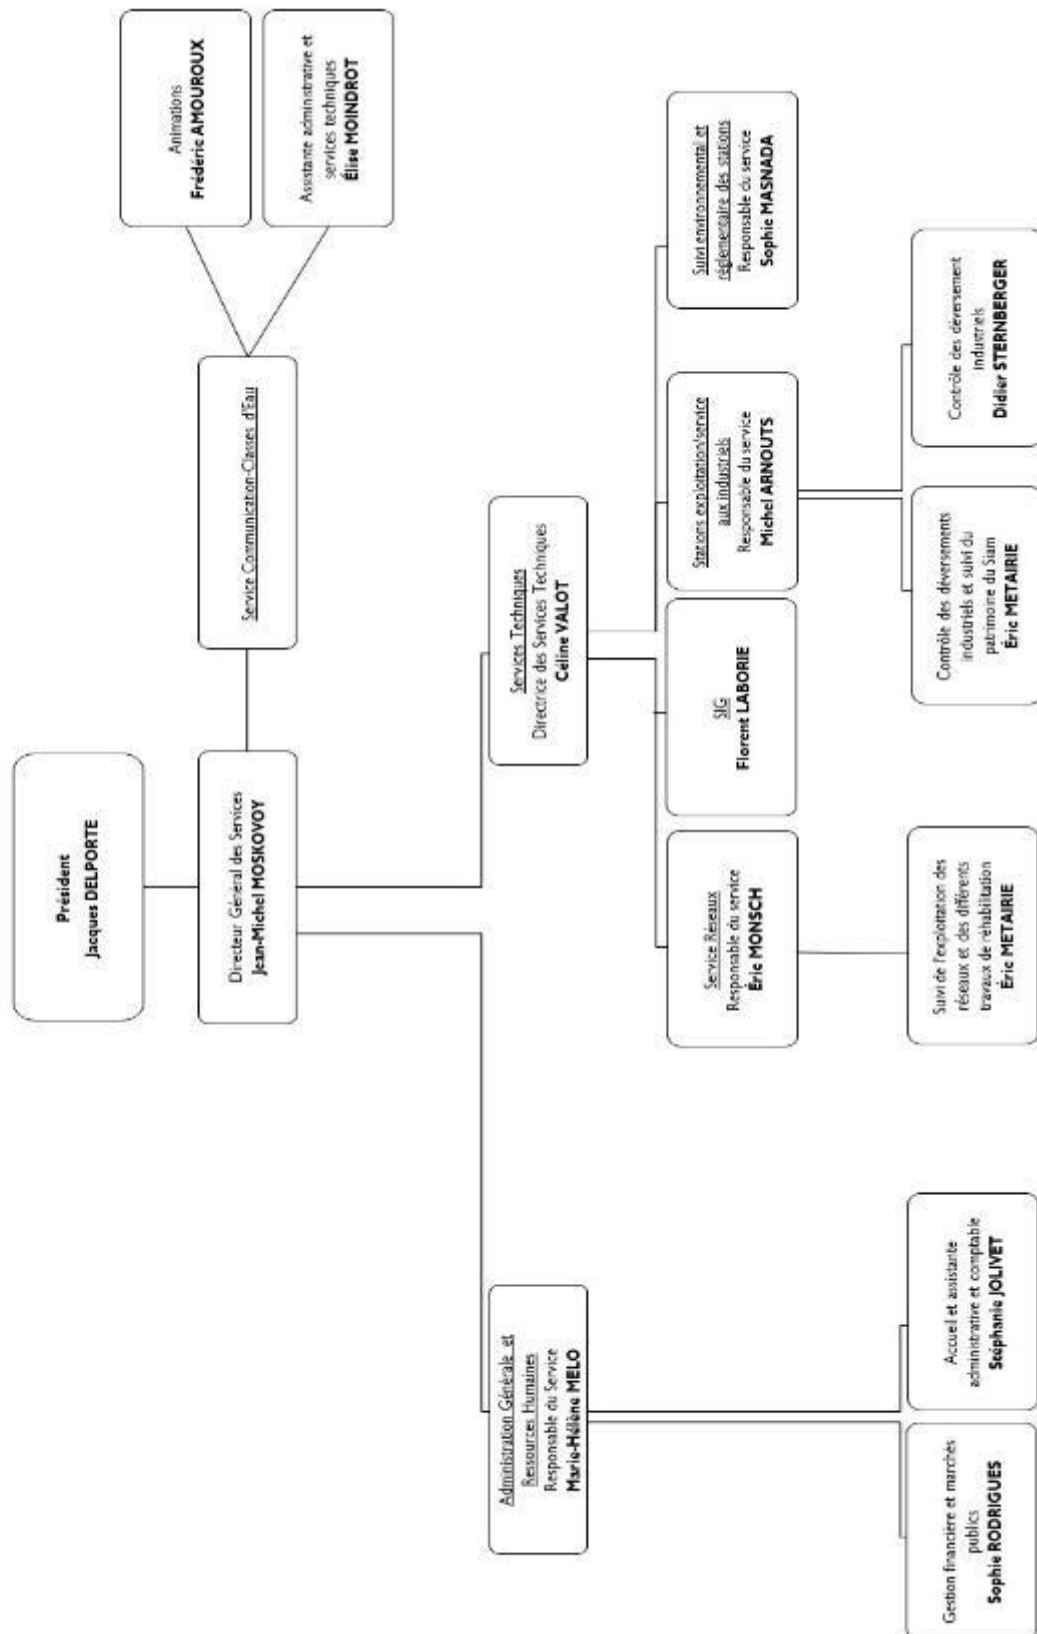 Président
Jacques DELPORTE
Directeur Général des Services
Jean-Michel MOSKOVOY
Service Communication-Classes d'Eau
Animations
Frédéric AMOUROUX
Assistante administrative et
services techniques
Élise MOINDROT
Administration Générale et
Ressources Humaines
Responsable du Service
Marie-Hélène MELO
Services Techniques
Directrice des Services Techniques
Céline VALOT
Service Réseaux
Responsable du service
Éric MONSCH
SIG
Florent LABORIE
Stations exploitation/service
aux industriels
Responsable du service
Michel ARNOUTS
Suivi environnemental et
réglementaire des stations
Responsable du service
Sophie MASNADA
Gestion financière et marchés
publics
Sophie RODRIGUES
Accueil et assistante
administrative et comptable
Stéphanie JOLIVET
Suivi de l'exploitation des
réseaux et des différents
travaux de réhabilitation
Éric METAIRIE
Contrôle des déversements
industriels et suivi du
patrimoine du Siam
Éric METAIRIE
Contrôle des déversement
industriels
Didier STERNBERGER